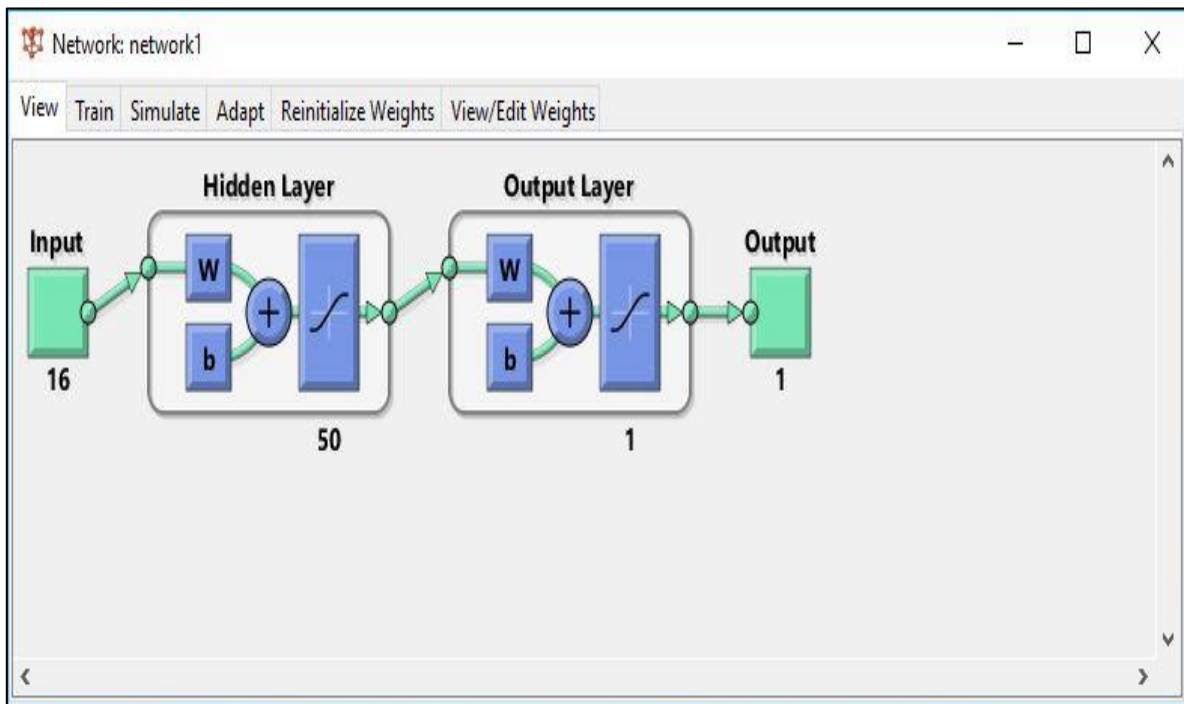 Network: network1
View Train Simulate Adapt Reinitialize Weights View/Edit Weights
Hidden Layer Output Layer
Input Output
W W
b b
16 1
50 1